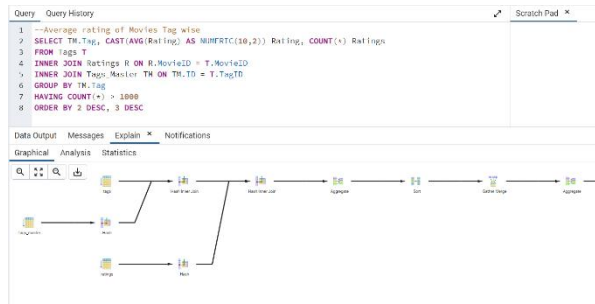 Query Query History
Scratch Pad ×
1 --Average rating of Movies Tag wise
2 SELECT TM.Tag, CAST(AVG(Rating) AS NUMERIC(10,2)) Rating, COUNT(*) Ratings
3 FROM Tags T
4 INNER JOIN Ratings R ON R.MovieID = T.MovieID
5 INNER JOIN Tags_Master TM ON TM.ID = T.TagID
6 GROUP BY TM.Tag
7 HAVING COUNT(*) > 1000
8 ORDER BY 2 DESC, 3 DESC
Data Output Messages Explain × Notifications
Graphical Analysis Statistics
tags
Hash Inner Join
Hash Inner Join
Aggregate
Sort
Gather Merge
Aggregate
tags_master
Hash
ratings
Hash